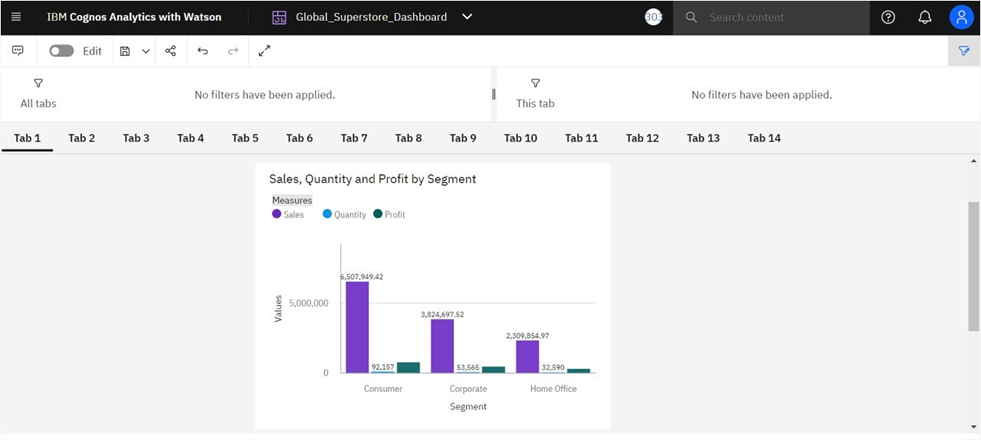 IBM Cognos Analytics with Watson
Global_Superstore_Dashboard
303
Search content
Edit
All tabs
No filters have been applied.
This tab
No filters have been applied.
Tab 1 Tab 2 Tab 3 Tab 4 Tab 5 Tab 6 Tab 7 Tab 8 Tab 9 Tab 10 Tab 11 Tab 12 Tab 13 Tab 14
Sales, Quantity and Profit by Segment
Measures
Sales Quantity Profit
6,507,949.42
Values
5,000,000
3,824,697.52
2,309,854.97
92,157
53,565
32,590
0
Consumer Corporate Home Office
Segment